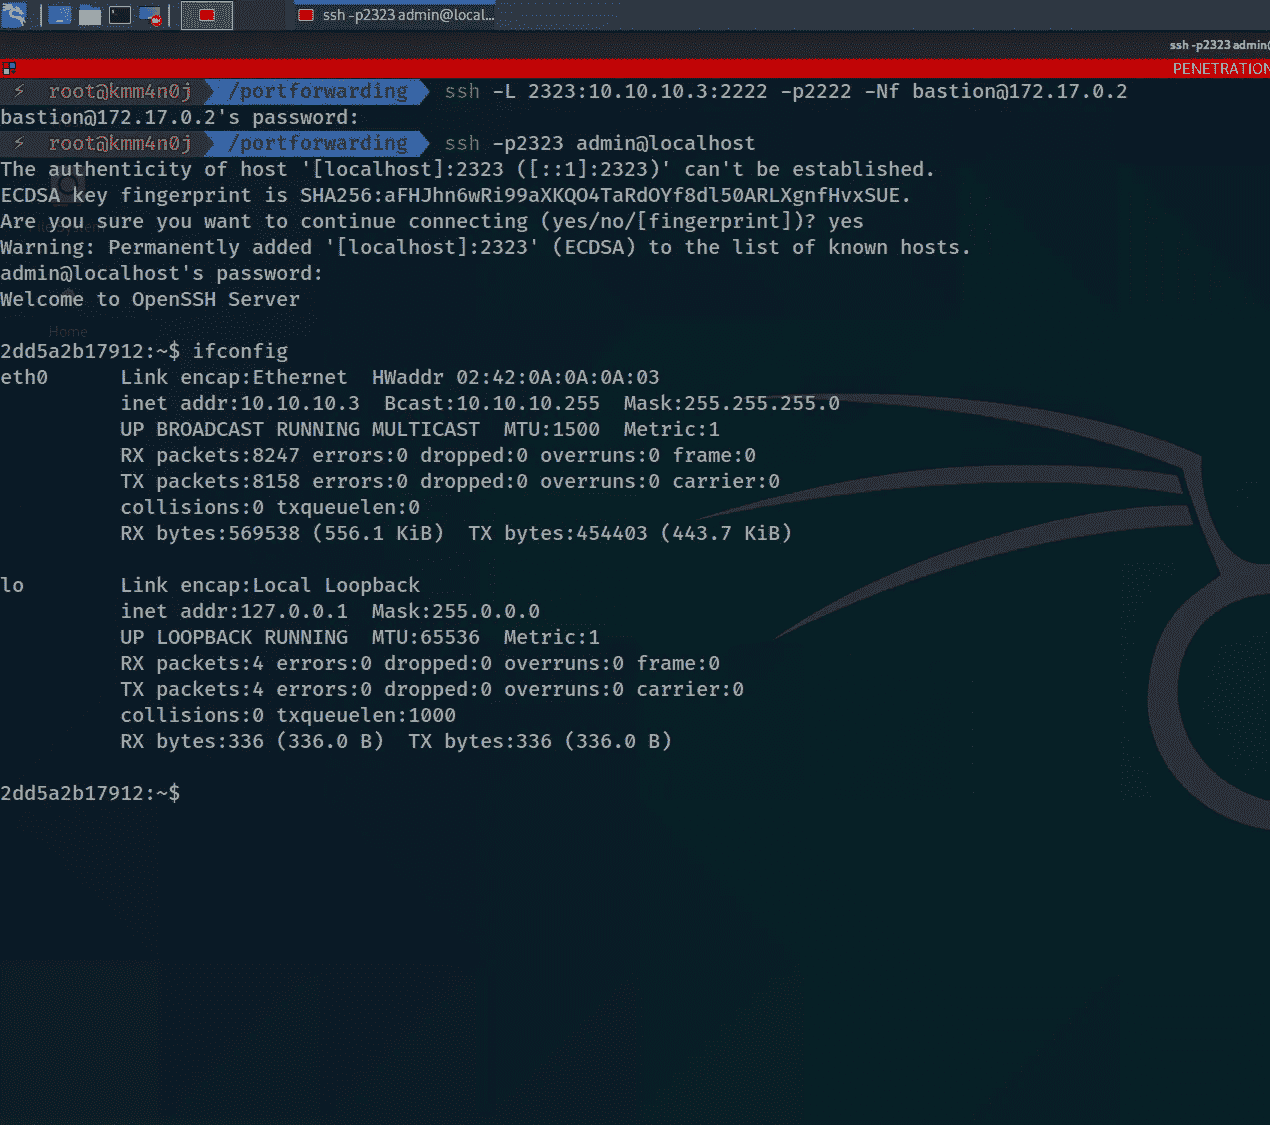 ssh -p2323 admin@local...
ssh -p2323 admin@
PENETRATION
⚡ root@kmm4n0j /portforwarding ssh -L 2323:10.10.10.3:2222 -p2222 -Nf bastion@172.17.0.2
bastion@172.17.0.2's password:
⚡ root@kmm4n0j /portforwarding ssh -p2323 admin@localhost
The authenticity of host '[localhost]:2323 ([::1]:2323)' can't be established.
ECDSA key fingerprint is SHA256:aFHJhn6wRi99aXKQO4TaRdOYf8dl50ARLXgnfHvxSUE.
Are you sure you want to continue connecting (yes/no/[fingerprint])? yes
Warning: Permanently added '[localhost]:2323' (ECDSA) to the list of known hosts.
admin@localhost's password:
Welcome to OpenSSH Server
Home
2dd5a2b17912:~$ ifconfig
eth0      Link encap:Ethernet  HWaddr 02:42:0A:0A:0A:03
          inet addr:10.10.10.3  Bcast:10.10.10.255  Mask:255.255.255.0
          UP BROADCAST RUNNING MULTICAST  MTU:1500  Metric:1
          RX packets:8247 errors:0 dropped:0 overruns:0 frame:0
          TX packets:8158 errors:0 dropped:0 overruns:0 carrier:0
          collisions:0 txqueuelen:0
          RX bytes:569538 (556.1 KiB)  TX bytes:454403 (443.7 KiB)
lo        Link encap:Local Loopback
          inet addr:127.0.0.1  Mask:255.0.0.0
          UP LOOPBACK RUNNING  MTU:65536  Metric:1
          RX packets:4 errors:0 dropped:0 overruns:0 frame:0
          TX packets:4 errors:0 dropped:0 overruns:0 carrier:0
          collisions:0 txqueuelen:1000
          RX bytes:336 (336.0 B)  TX bytes:336 (336.0 B)
2dd5a2b17912:~$